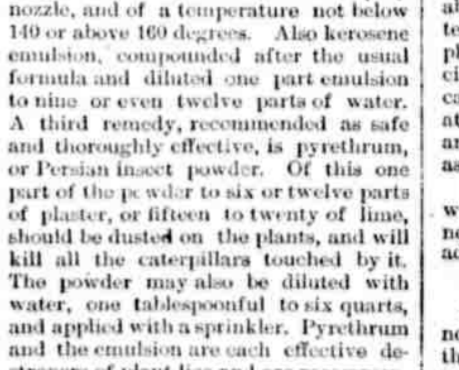 nozzle, and of a temperature not below
140 or above 160 degrees. Also kerosene
emulsion, compounded after the usual
formula and diluted one part emulsion
to nine or even twelve parts of water.
A third remedy, recommended as safe
and thoroughly effective, is pyrethrum,
or Persian insect powder. Of this one
part of the pc wder to six or twelve parts
of plaster, or fifteen to twenty of lime,
should be dusted on the plants, and will
kill all the caterpillars touched by it.
The powder may also be diluted with
water, one tablespoonful to six quarts,
and applied with a sprinkler. Pyrethrum
and the emulsion are each effective de-